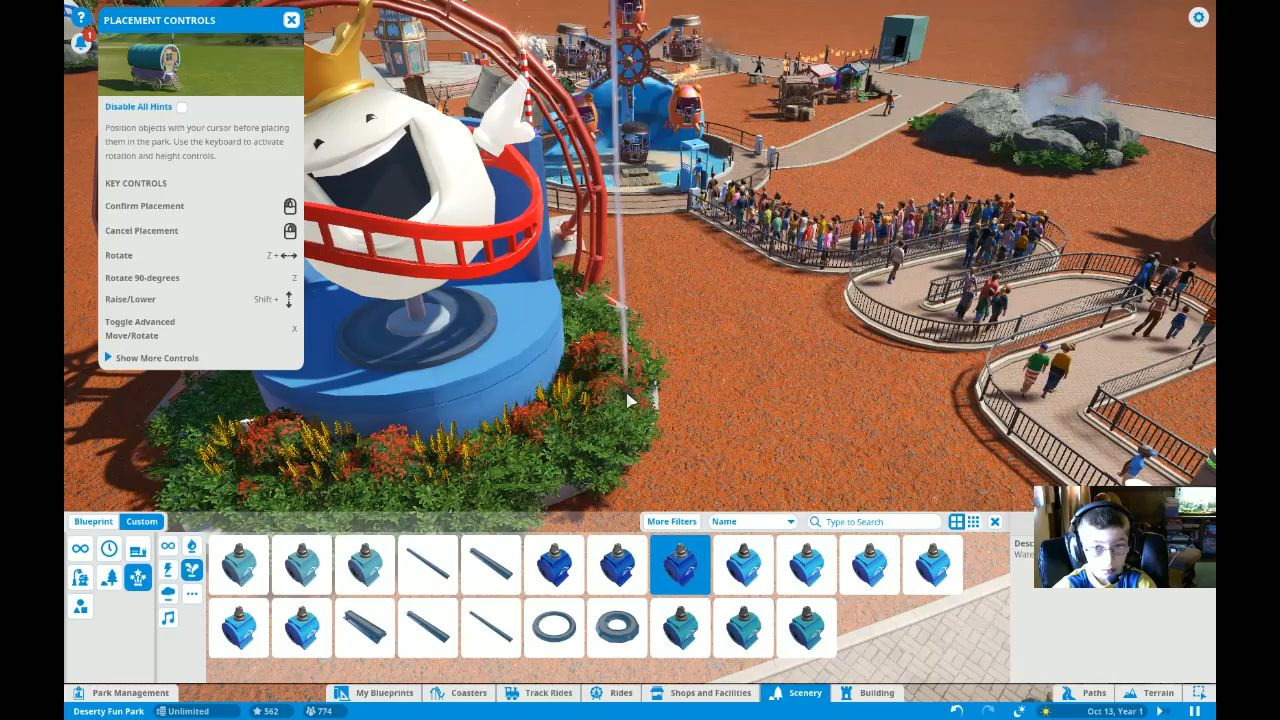 ?
PLACEMENT CONTROLS
1
Disable All Hints
Position objects with your cursor before placing
them in the park. Use the keyboard to activate
rotation and height controls.
KEY CONTROLS
Confirm Placement
Cancel Placement
Rotate Z +
Rotate 90-degrees Z
Raise/Lower Shift +
Toggle Advanced
Move/Rotate X
Show More Controls
Blueprint Custom More Filters Name Type to Search
Desc
Wate
Park Management My Blueprints Coasters Track Rides Rides Shops and Facilities Scenery Building Paths Terrain
Deserty Fun Park Unlimited 562 774 Oct 13, Year 1